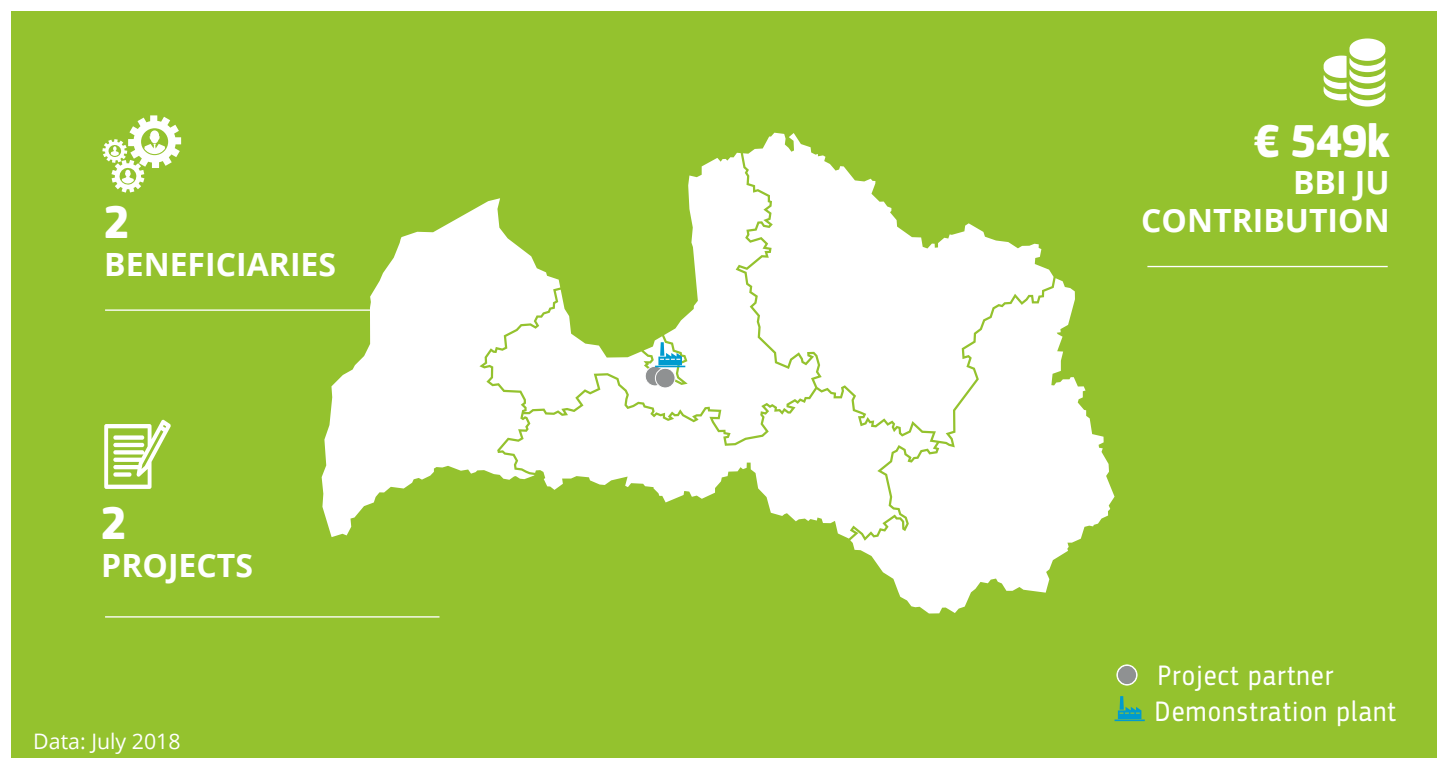 2
BENEFICIARIES
2
PROJECTS
€ 549k
BBI JU
CONTRIBUTION
Project partner
Demonstration plant
Data: July 2018